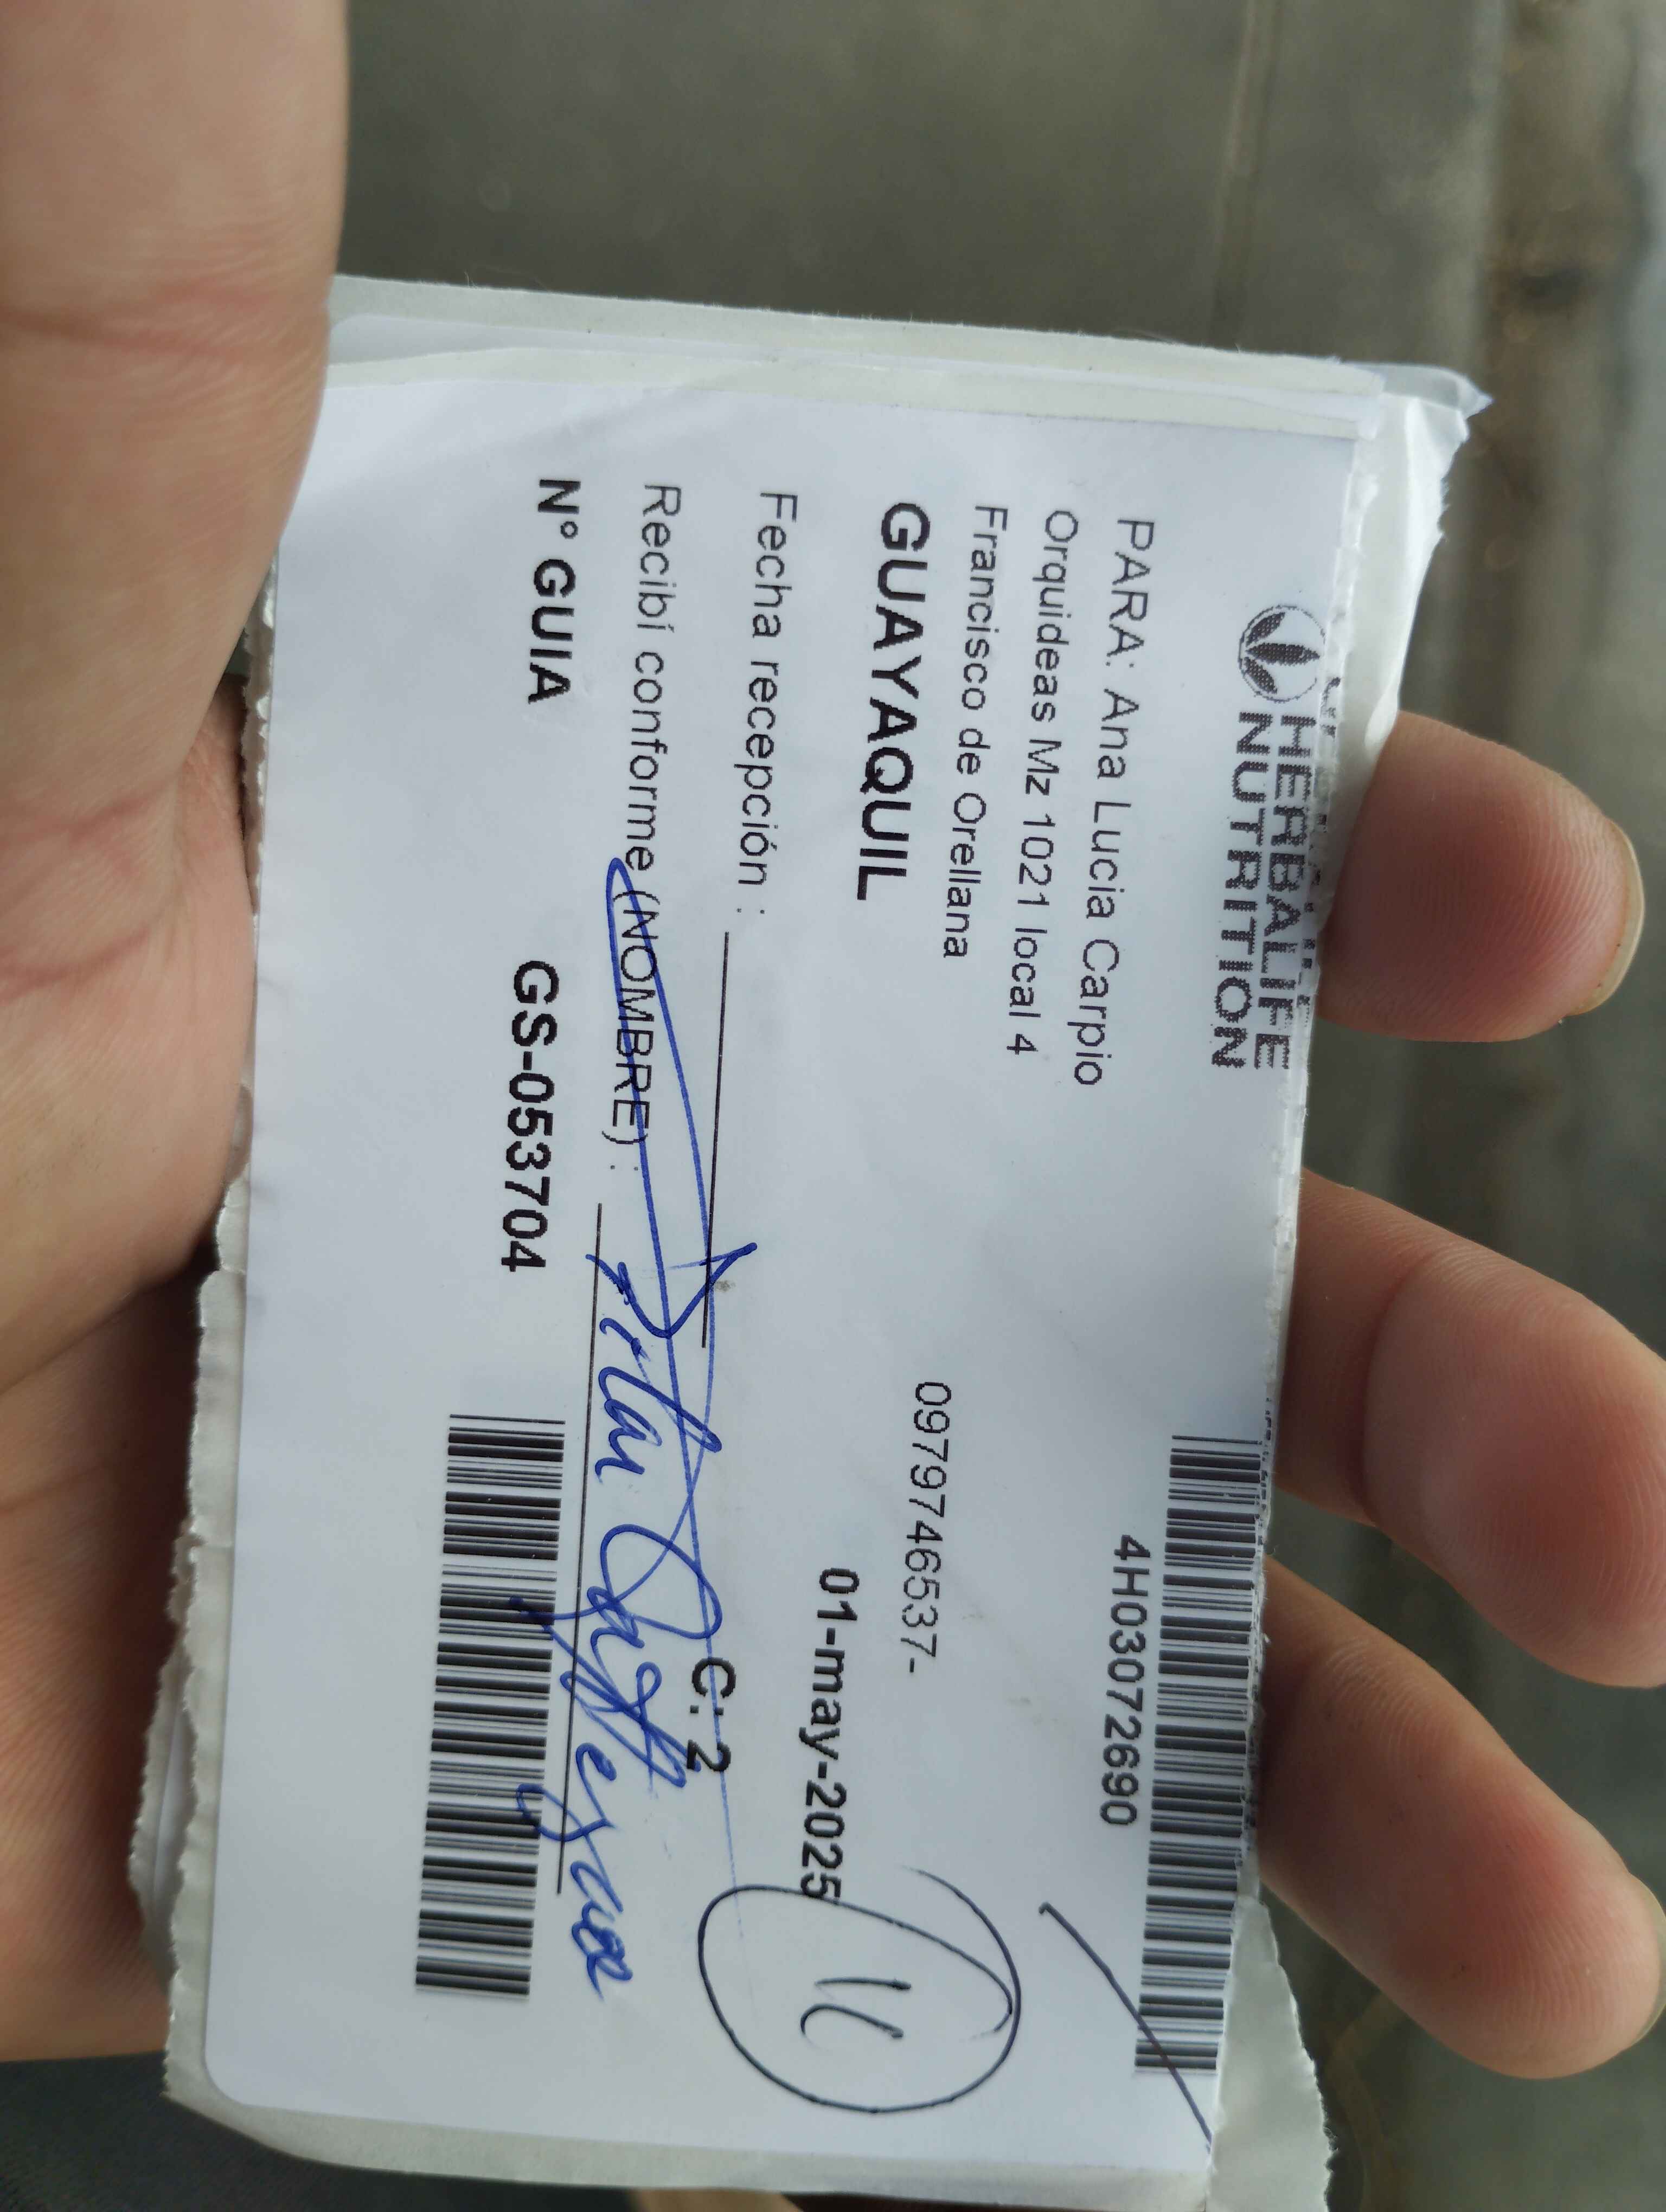 HERBALIFE
NUTRITION
4H03072690
PARA: Ana Lucia Carpio
Orquideas Mz 1021 local 4
Francisco de Orellana
0979746537-
GUAYAQUIL
01-may-2025
11
Fecha recepción :
C: 2
Recibí conforme (NOMBRE) :
N° GUIA GS-053704